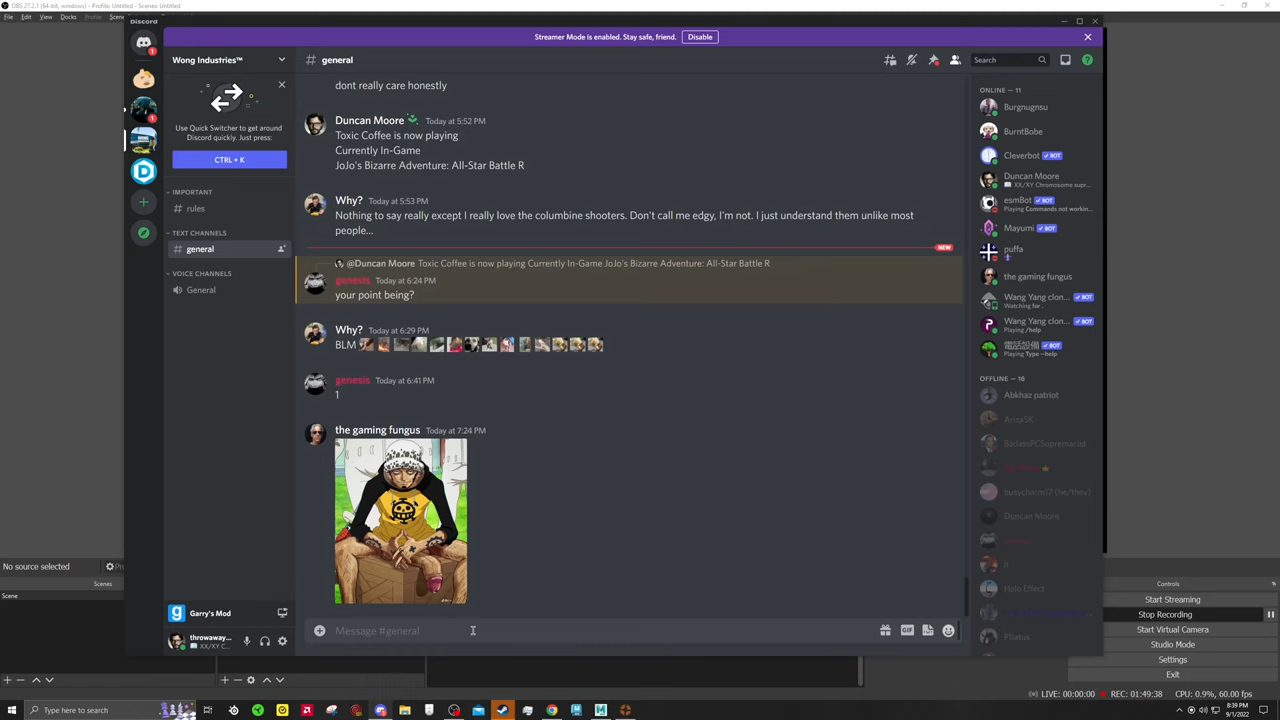 OBS 27.2.1 (64-bit, windows) - Profile: Untitled - Scenes: Untitled
File Edit View Docks Profile Scene
Discord
Streamer Mode is enabled. Stay safe, friend. Disable
Wong Industries™
# general
Search
Use Quick Switcher to get around
Discord quickly. Just press:
CTRL + K
IMPORTANT
# rules
TEXT CHANNELS
# general
VOICE CHANNELS
General
dont really care honestly
Duncan Moore Today at 5:52 PM
Toxic Coffee is now playing
Currently In-Game
JoJo's Bizarre Adventure: All-Star Battle R
Why? Today at 5:53 PM
Nothing to say really except I really love the columbine shooters. Don't call me edgy, I'm not. I just understand them unlike most
people...
NEW
@Duncan Moore Toxic Coffee is now playing Currently In-Game JoJo's Bizarre Adventure: All-Star Battle R
genesis Today at 6:24 PM
your point being?
Why? Today at 6:29 PM
BLM
genesis Today at 6:41 PM
1
the gaming fungus Today at 7:24 PM
Message #general
GIF
ONLINE — 11
Burgnugnsu
BurntBobe
Cleverbot BOT
Duncan Moore
XX/XY Chromosome supr...
esmBot BOT
Playing Commands not workin...
Mayumi BOT
puffa
the gaming fungus
Wang Yang clon... BOT
Watching for .
Wang Yang clon... BOT
Playing /help
BOT
Playing Type --help
OFFLINE — 16
Abkhaz patriot
ArizaSK
BadassPCSupremacist
busycharm17 (he/they)
Duncan Moore
Halo Effect
Garry's Mod
throwaway...
XX/XY C...
No source selected
Scenes
Scene
Controls
Start Streaming
Stop Recording
Start Virtual Camera
Studio Mode
Settings
Exit
LIVE: 00:00:00 REC: 01:49:38 CPU: 0.9%, 60.00 fps
Type here to search
8:39 PM
9/1/2022